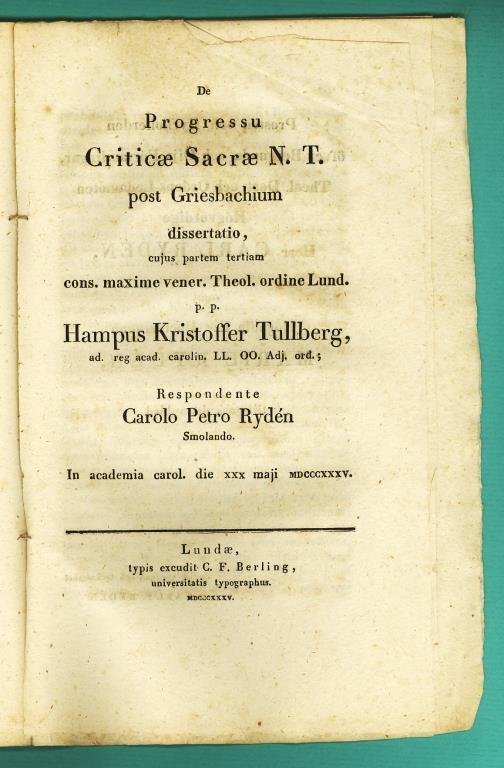 De
Progressu
Criticæ Sacræ N. T.
post Griesbachium
dissertatio,
cujus partem tertiam
cons. maxime vener. Theol. ordine Lund.
p. p.
Hampus Kristoffer Tullberg,
ad. reg acad. carolin. LL. OO. Adj. ord.;
Respondente
Carolo Petro Rydén
Smolando.
In academia carol. die xxx maji MDCCCXXXV.
Lundæ,
typis excudit C. F. Berling,
universitatis typographus.
MDCCCXXXV.